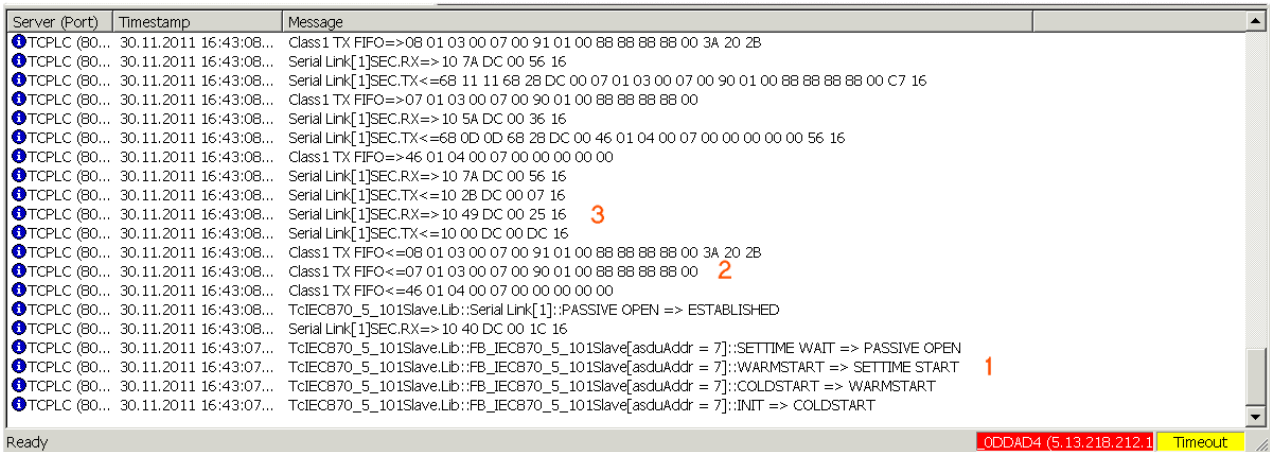 Server (Port) Timestamp Message
TCPLC (80... 30.11.2011 16:43:08... Class1 TX FIFO=>08 01 03 00 07 00 91 01 00 88 88 88 88 00 3A 20 2B
TCPLC (80... 30.11.2011 16:43:08... Serial Link[1]SEC.RX=>10 7A DC 00 56 16
TCPLC (80... 30.11.2011 16:43:08... Serial Link[1]SEC.TX<=68 11 11 68 28 DC 00 07 01 03 00 07 00 90 01 00 88 88 88 88 00 C7 16
TCPLC (80... 30.11.2011 16:43:08... Class1 TX FIFO=>07 01 03 00 07 00 90 01 00 88 88 88 88 00
TCPLC (80... 30.11.2011 16:43:08... Serial Link[1]SEC.RX=>10 5A DC 00 36 16
TCPLC (80... 30.11.2011 16:43:08... Serial Link[1]SEC.TX<=68 0D 0D 68 28 DC 00 46 01 04 00 07 00 00 00 00 00 56 16
TCPLC (80... 30.11.2011 16:43:08... Class1 TX FIFO=>46 01 04 00 07 00 00 00 00 00
TCPLC (80... 30.11.2011 16:43:08... Serial Link[1]SEC.RX=>10 7A DC 00 56 16
TCPLC (80... 30.11.2011 16:43:08... Serial Link[1]SEC.TX<=10 2B DC 00 07 16
TCPLC (80... 30.11.2011 16:43:08... Serial Link[1]SEC.RX=>10 49 DC 00 25 16 3
TCPLC (80... 30.11.2011 16:43:08... Serial Link[1]SEC.TX<=10 00 DC 00 DC 16
TCPLC (80... 30.11.2011 16:43:08... Class1 TX FIFO<=08 01 03 00 07 00 91 01 00 88 88 88 88 00 3A 20 2B
TCPLC (80... 30.11.2011 16:43:08... Class1 TX FIFO<=07 01 03 00 07 00 90 01 00 88 88 88 88 00 2
TCPLC (80... 30.11.2011 16:43:08... Class1 TX FIFO<=46 01 04 00 07 00 00 00 00 00
TCPLC (80... 30.11.2011 16:43:08... TcIEC870_5_101Slave.Lib::Serial Link[1]::PASSIVE OPEN => ESTABLISHED
TCPLC (80... 30.11.2011 16:43:08... Serial Link[1]SEC.RX=>10 40 DC 00 1C 16
TCPLC (80... 30.11.2011 16:43:07... TcIEC870_5_101Slave.Lib::FB_IEC870_5_101Slave[asduAddr = 7]::SETTIME WAIT => PASSIVE OPEN
TCPLC (80... 30.11.2011 16:43:07... TcIEC870_5_101Slave.Lib::FB_IEC870_5_101Slave[asduAddr = 7]::WARMSTART => SETTIME START 1
TCPLC (80... 30.11.2011 16:43:07... TcIEC870_5_101Slave.Lib::FB_IEC870_5_101Slave[asduAddr = 7]::COLDSTART => WARMSTART
TCPLC (80... 30.11.2011 16:43:07... TcIEC870_5_101Slave.Lib::FB_IEC870_5_101Slave[asduAddr = 7]::INIT => COLDSTART
Ready _0DDAD4 (5.13.218.212.1 Timeout